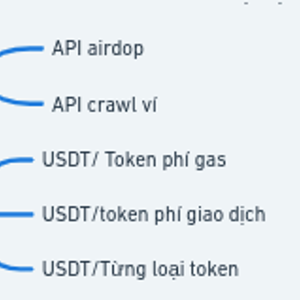 API airdop
API crawl ví
USDT/ Token phí gas
USDT/token phí giao dịch
USDT/Từng loại token